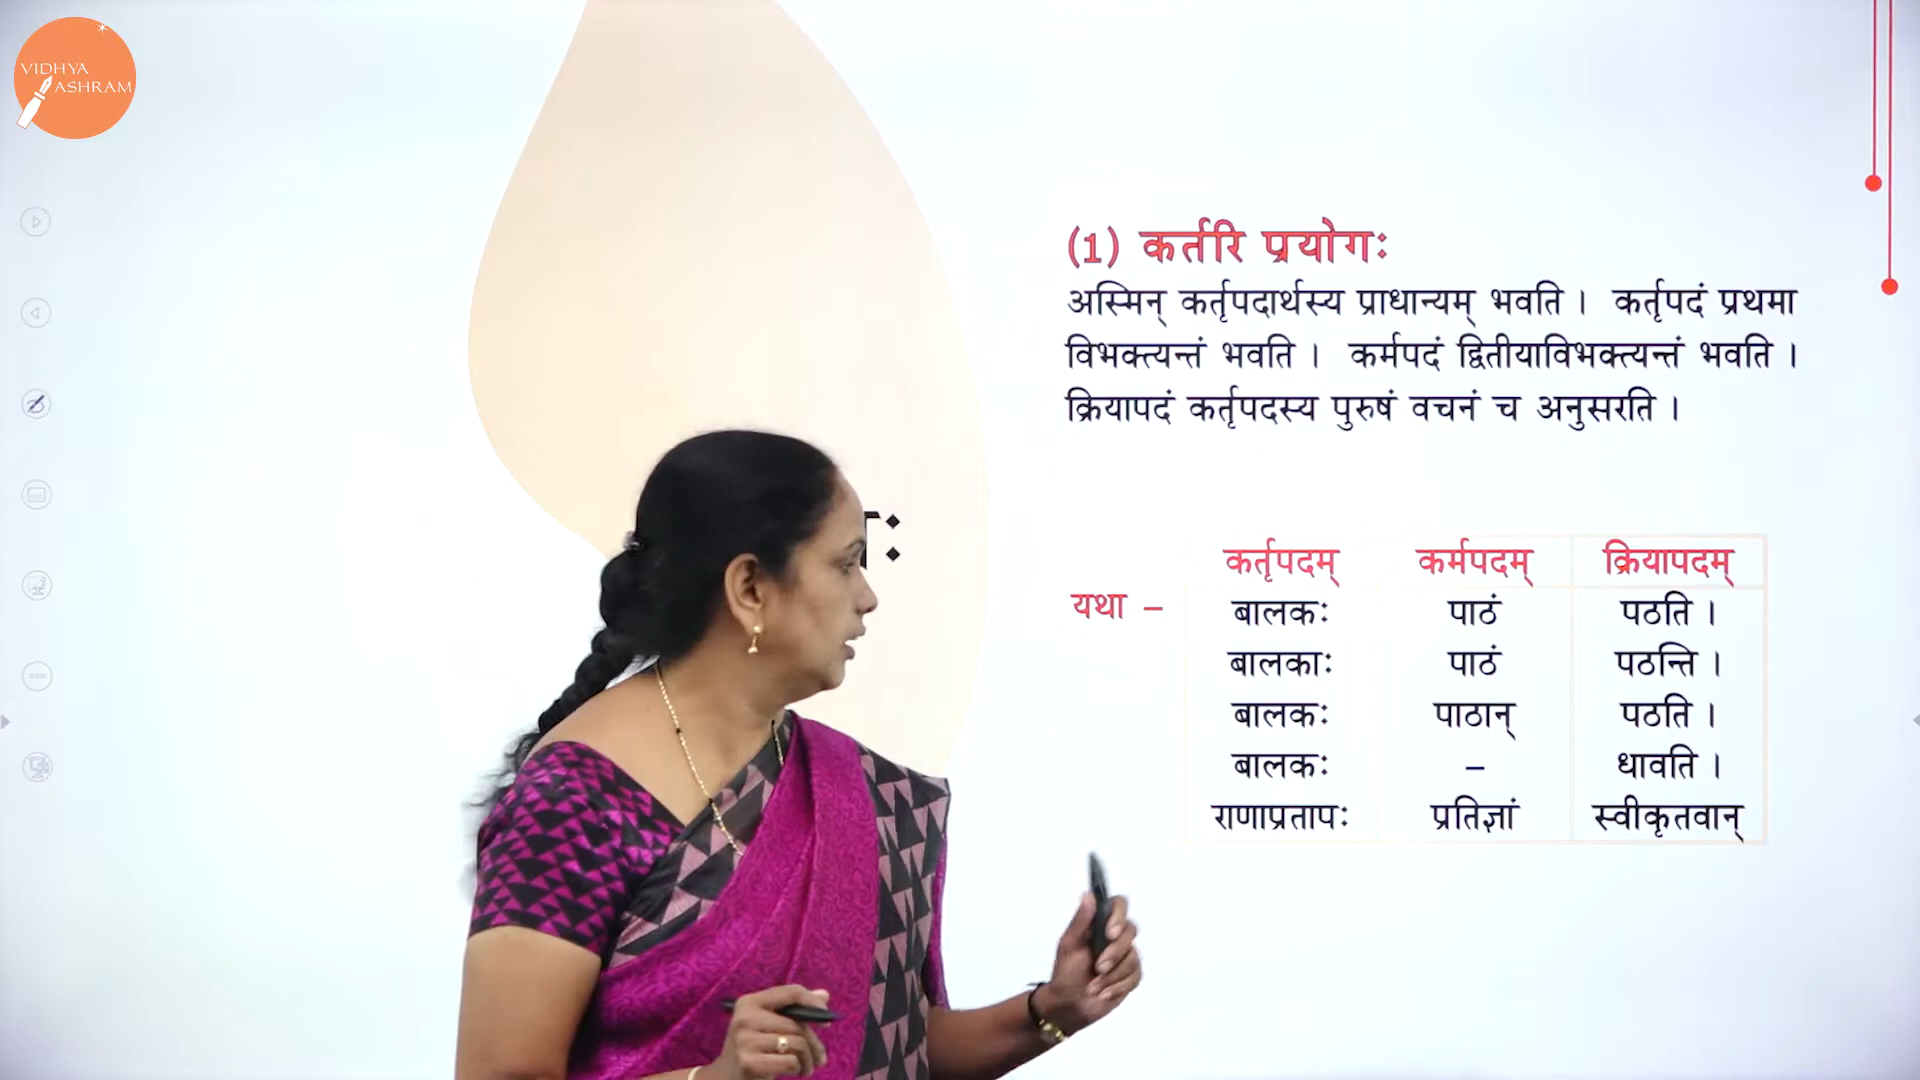 VIDHYA
ASHRAM
(1) कर्तरि प्रयोगः
अस्मिन् कर्तृपदार्थस्य प्राधान्यम् भवति । कर्तृपदं प्रथमा
विभक्त्यन्तं भवति । कर्मपदं द्वितीयाविभक्त्यन्तं भवति ।
क्रियापदं कर्तृपदस्य पुरुषं वचनं च अनुसरति ।
कर्तृपदम् कर्मपदम् क्रियापदम्
यथा – बालकः पाठं पठति ।
बालकाः पाठं पठन्ति ।
बालकः पाठान् पठति ।
बालकः – धावति ।
राणाप्रतापः प्रतिज्ञां स्वीकृतवान्